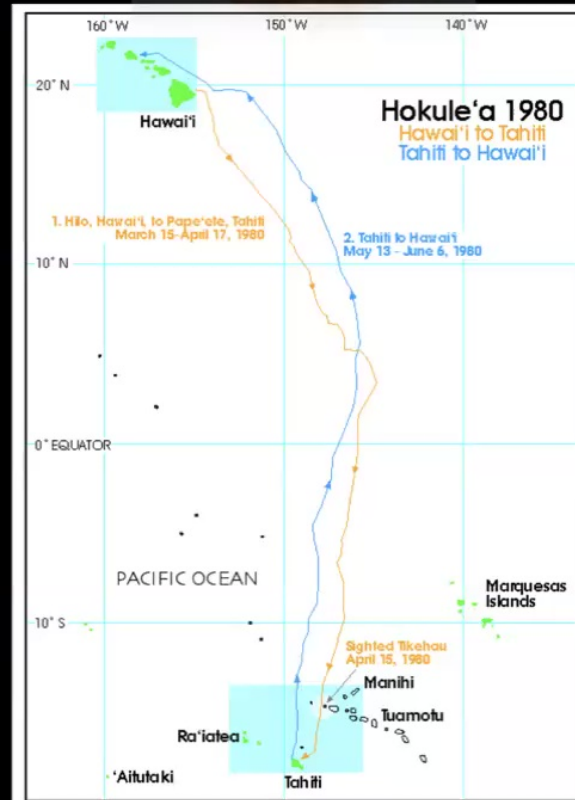 160°W
150°W
140°W
20° N
Hawai‘i
Hokule‘a 1980
Hawai‘i to Tahiti
Tahiti to Hawai‘i
1. Hilo, Hawai‘i, to Pape‘ete, Tahiti
March 15-April 17, 1980
2. Tahiti to Hawai‘i
May 13 - June 6, 1980
10° N
0° EQUATOR
PACIFIC OCEAN
Marquesas
Islands
10° S
Sighted Tikehau
April 15, 1980
Manihi
Tuamotu
Ra‘iatea
‘Aitutaki
Tahiti